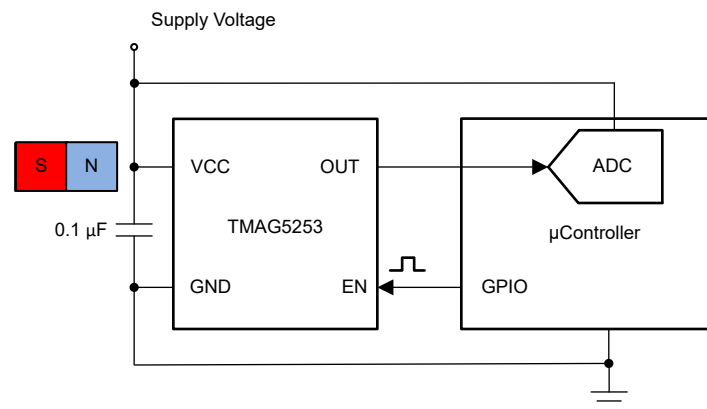 Supply Voltage
S N
VCC OUT
ADC
0.1 µF
TMAG5253
µController
GND EN
GPIO